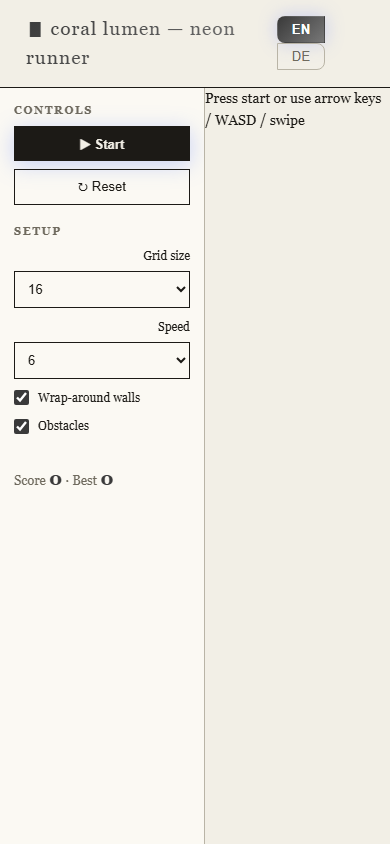 coral lumen — neon
runner
EN
DE
CONTROLS
▶ Start
↻ Reset
SETUP
Grid size
16
Speed
6
Wrap-around walls
Obstacles
Score 0 · Best 0
Press start or use arrow keys
/ WASD / swipe